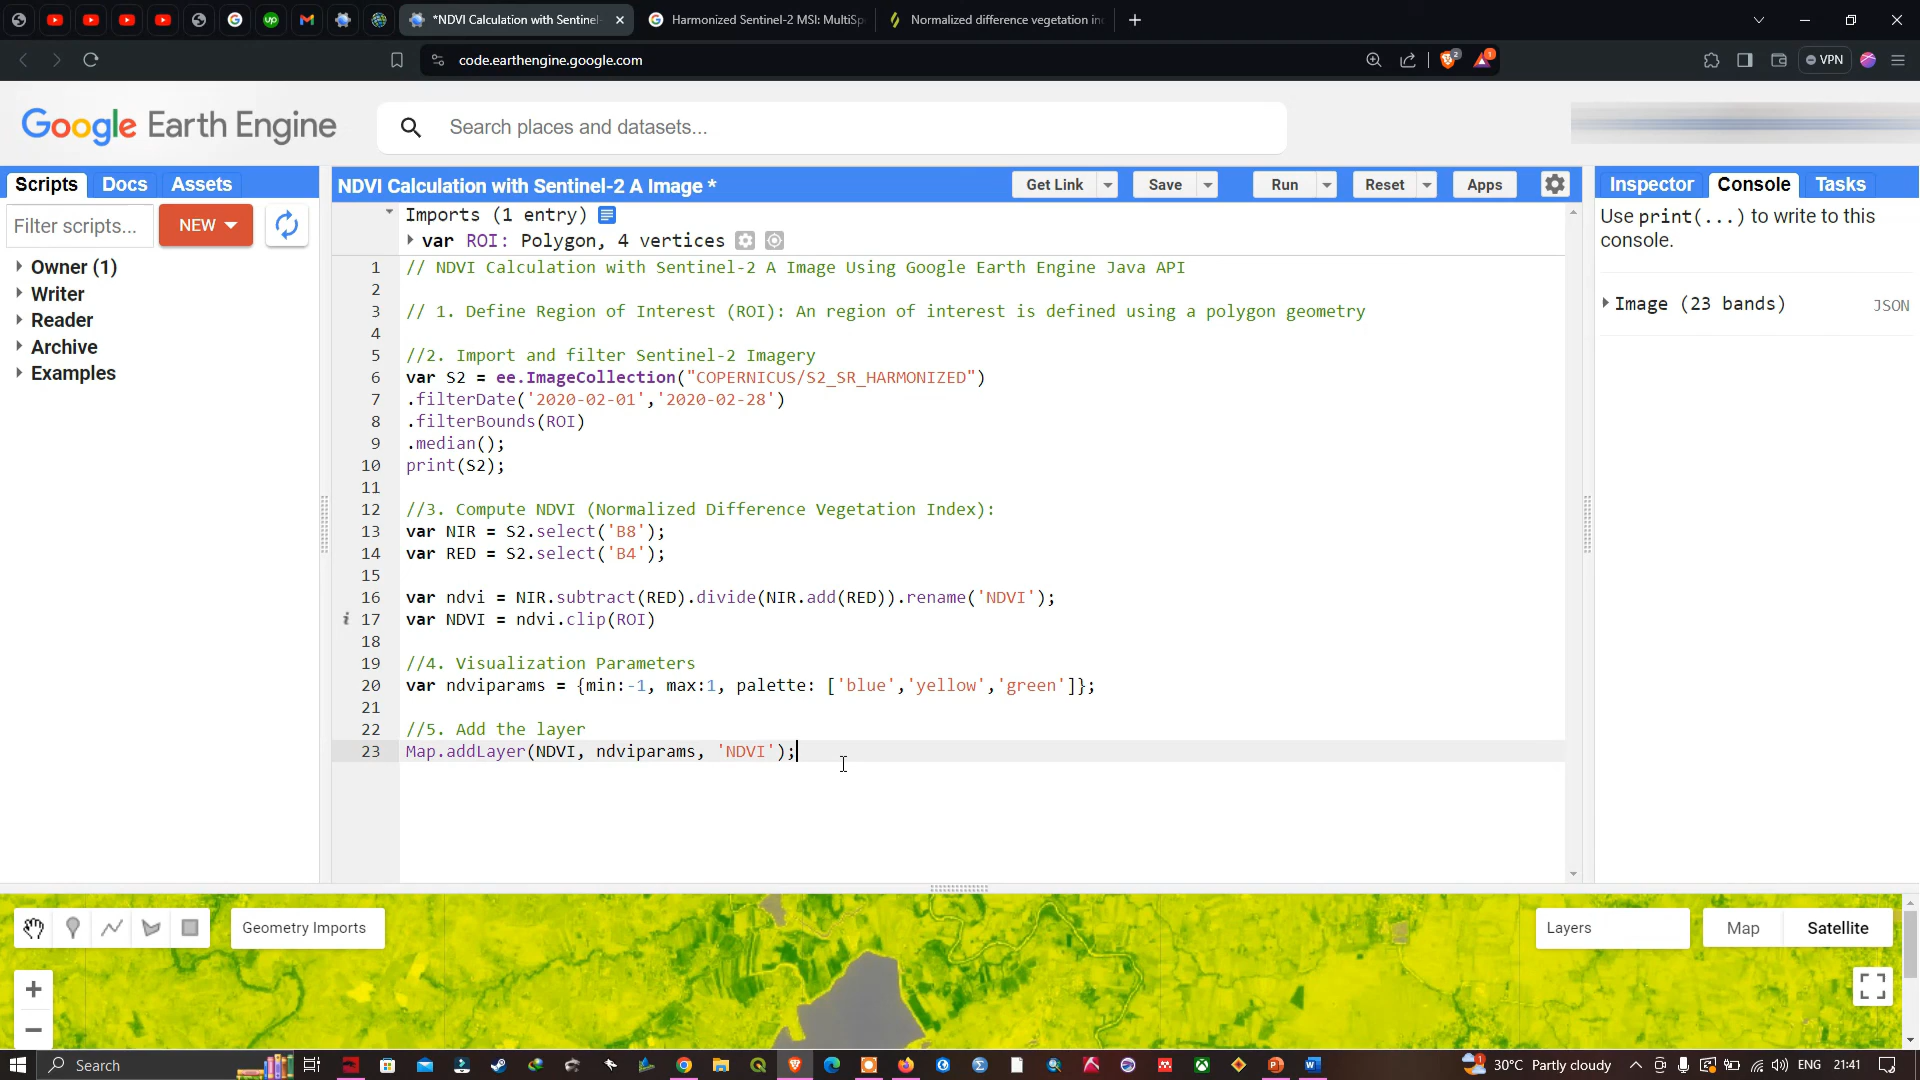 *NDVI Calculation with Sentinel-
Harmonized Sentinel-2 MSI: MultiSp
Normalized difference vegetation in
code.earthengine.google.com
2
1
VPN
Google Earth Engine
Search places and datasets...
Scripts Docs Assets
NDVI Calculation with Sentinel-2 A Image *
Get Link Save Run Reset Apps
Inspector Console Tasks
Filter scripts...
NEW
Owner (1)
Writer
Reader
Archive
Examples
Imports (1 entry)
var ROI: Polygon, 4 vertices
1 // NDVI Calculation with Sentinel-2 A Image Using Google Earth Engine Java API
2
3 // 1. Define Region of Interest (ROI): An region of interest is defined using a polygon geometry
4
5 //2. Import and filter Sentinel-2 Imagery
6 var S2 = ee.ImageCollection("COPERNICUS/S2_SR_HARMONIZED")
7 .filterDate('2020-02-01','2020-02-28')
8 .filterBounds(ROI)
9 .median();
10 print(S2);
11
12 //3. Compute NDVI (Normalized Difference Vegetation Index):
13 var NIR = S2.select('B8');
14 var RED = S2.select('B4');
15
16 var ndvi = NIR.subtract(RED).divide(NIR.add(RED)).rename('NDVI');
i 17 var NDVI = ndvi.clip(ROI)
18
19 //4. Visualization Parameters
20 var ndviparams = {min:-1, max:1, palette: ['blue','yellow','green']};
21
22 //5. Add the layer
23 Map.addLayer(NDVI, ndviparams, 'NDVI');
Use print(...) to write to this
console.
Image (23 bands) JSON
Geometry Imports
Layers
Map Satellite
+
−
Search
30°C Partly cloudy
ENG 21:41